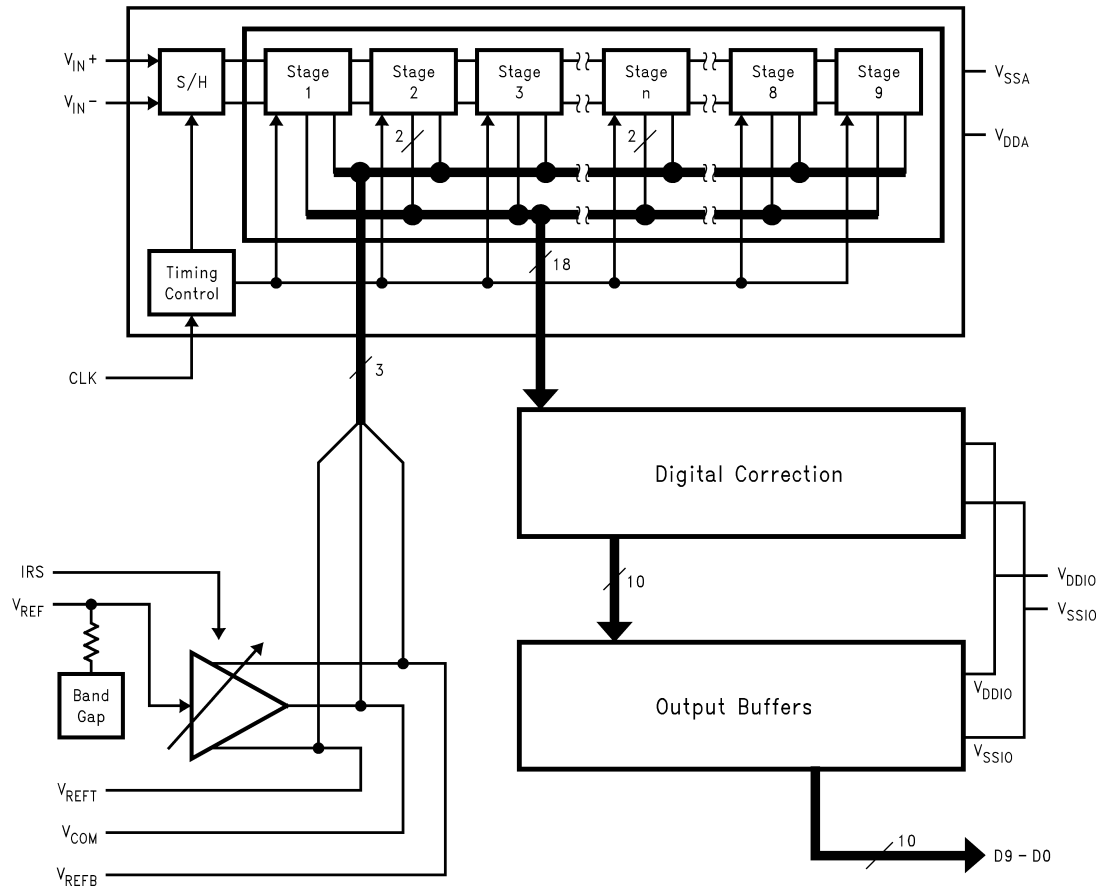 V_IN+
V_IN-
S/H
Stage
1
Stage
2
Stage
3
Stage
n
Stage
8
Stage
9
V_SSA
V_DDA
2
2
Timing
Control
18
CLK
3
Digital Correction
IRS
V_REF
10
V_DDIO
V_SSIO
Band
Gap
Output Buffers
V_DDIO
V_SSIO
V_REFT
V_COM
V_REFB
10
D9 - D0